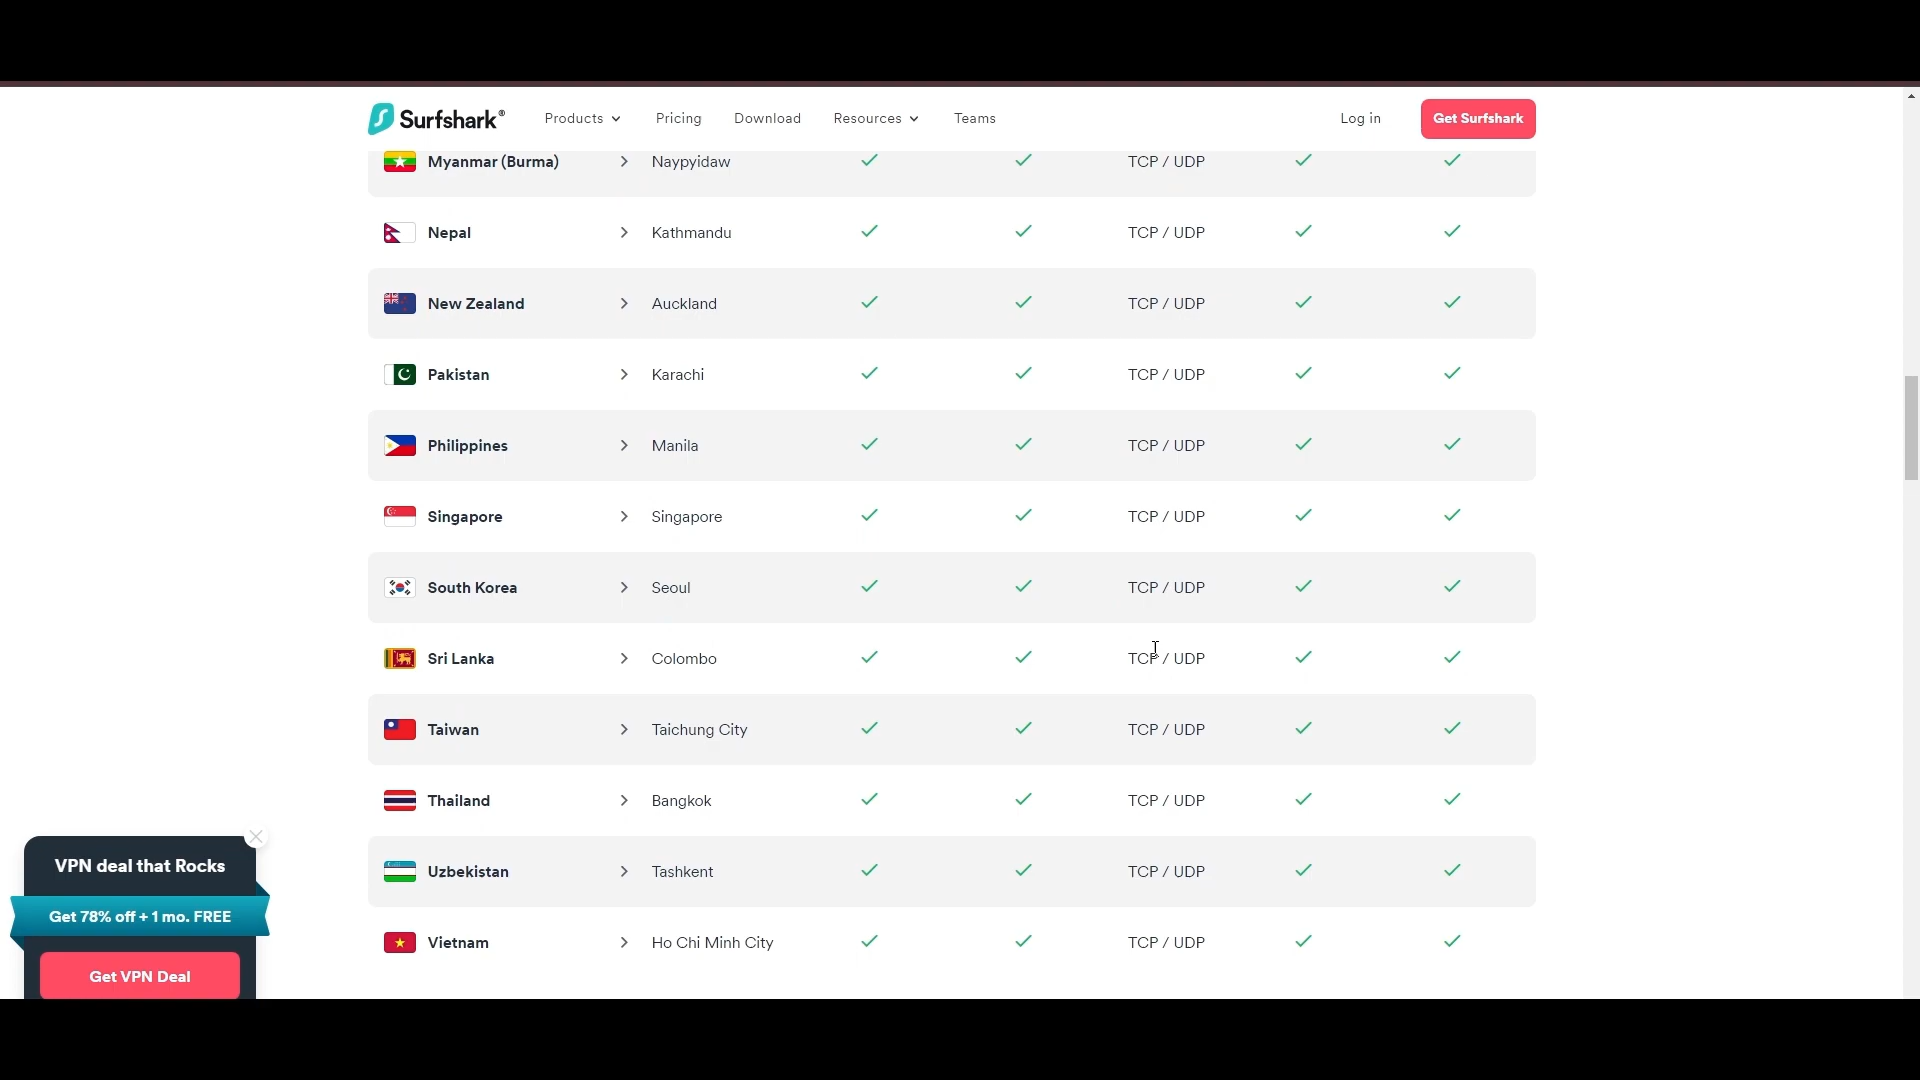 Surfshark®
Products
Pricing
Download
Resources
Teams
Log in
Get Surfshark
Myanmar (Burma) Naypyidaw TCP / UDP
Nepal Kathmandu TCP / UDP
New Zealand Auckland TCP / UDP
Pakistan Karachi TCP / UDP
Philippines Manila TCP / UDP
Singapore Singapore TCP / UDP
South Korea Seoul TCP / UDP
Sri Lanka Colombo TCP / UDP
Taiwan Taichung City TCP / UDP
Thailand Bangkok TCP / UDP
Uzbekistan Tashkent TCP / UDP
Vietnam Ho Chi Minh City TCP / UDP
VPN deal that Rocks
Get 78% off + 1 mo. FREE
Get VPN Deal